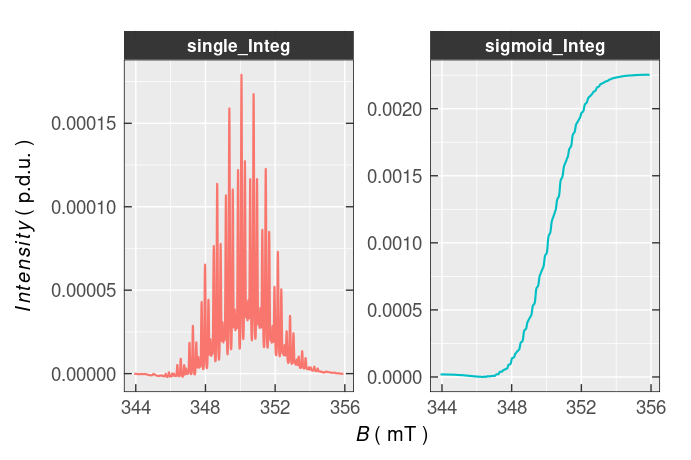 single_Integ
sigmoid_Integ
Intensity ( p.d.u. )
0.00015
0.00010
0.00005
0.00000
0.0020
0.0015
0.0010
0.0005
0.0000
344 348 352 356
344 348 352 356
B ( mT )